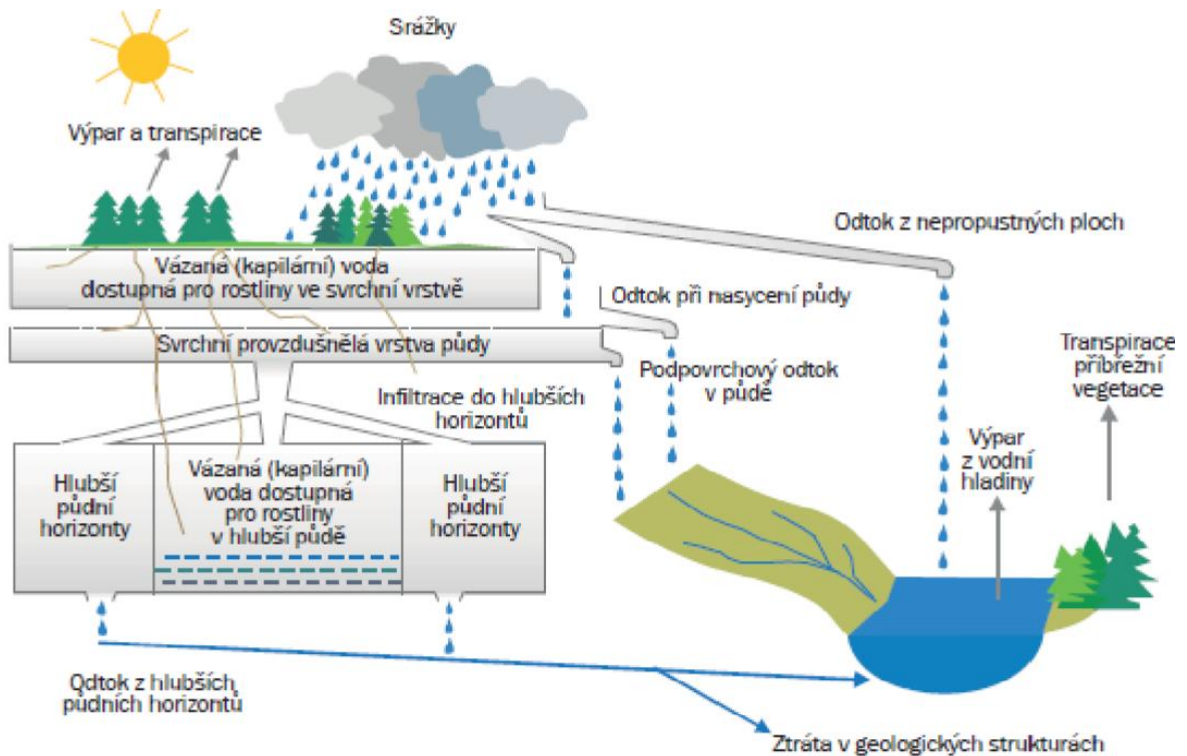 Srážky
Výpar a transpirace
Odtok z nepropustných ploch
Vázaná (kapilární) voda
dostupná pro rostliny ve svrchní vrstvě
Odtok při nasycení půdy
Svrchní provzdušnělá vrstva půdy
Podpovrchový odtok
v půdě
Transpirace
příbřežní
vegetace
Infiltrace do hlubších
horizontů
Výpar
z vodní
hladiny
Hlubší
půdní
horizonty
Vázaná (kapilární)
voda dostupná
pro rostliny
v hlubší půdě
Hlubší
půdní
horizonty
Odtok z hlubších
půdních horizontů
Ztráta v geologických strukturách